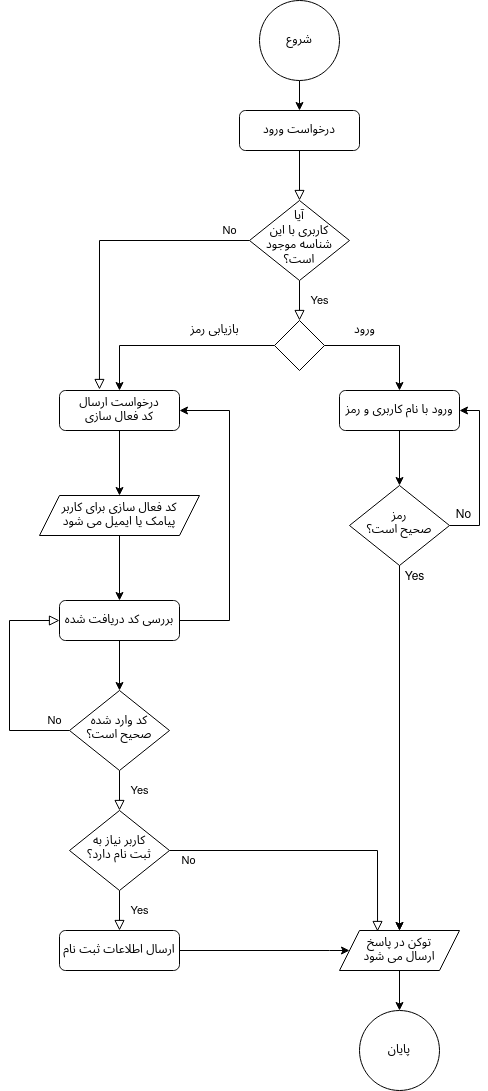 شروع
درخواست ورود
آیا
کاربری با این
شناسه موجود
است؟
No
Yes
بازیابی رمز
ورود
درخواست ارسال
کد فعال سازی
ورود با نام کاربری و رمز
کد فعال سازی برای کاربر
پیامک یا ایمیل می شود
رمز
صحیح است؟
No
Yes
بررسی کد دریافت شده
کد وارد شده
صحیح است؟
No
Yes
کاربر نیاز به
ثبت نام دارد؟
No
Yes
ارسال اطلاعات ثبت نام
توکن در پاسخ
ارسال می شود
پایان